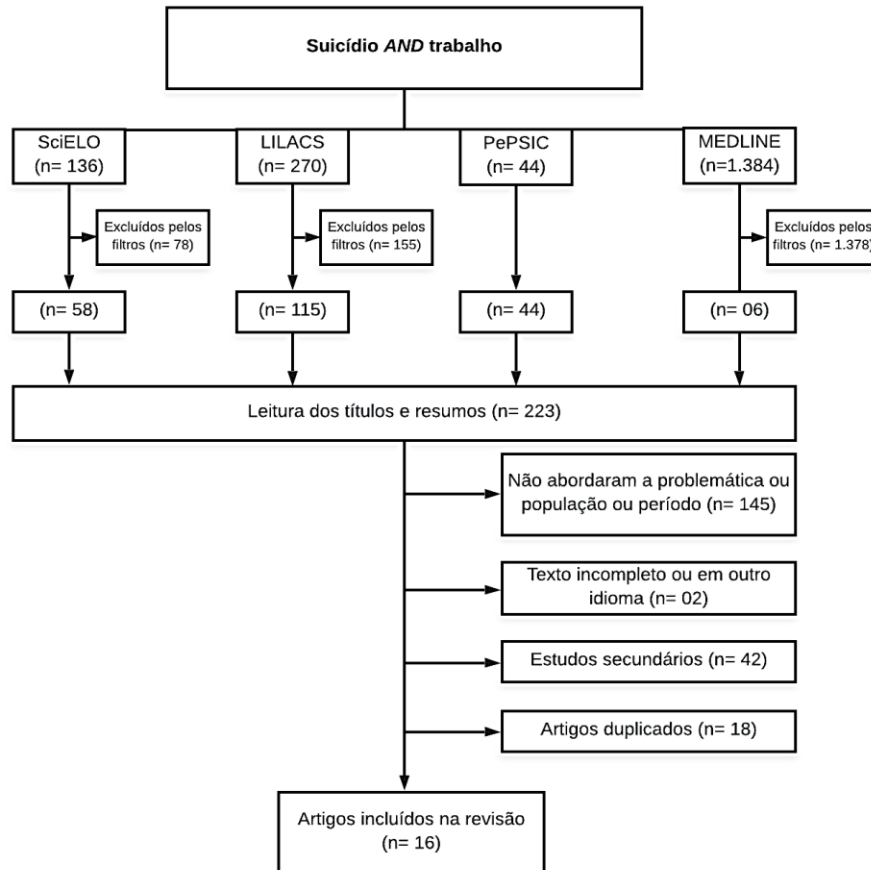 Suicídio AND trabalho
SciELO
(n= 136)
LILACS
(n= 270)
PePSIC
(n= 44)
MEDLINE
(n=1.384)
Excluídos pelos
filtros (n= 78)
Excluídos pelos
filtros (n= 155)
Excluídos pelos
filtros (n= 1.378)
(n= 58)
(n= 115)
(n= 44)
(n= 06)
Leitura dos títulos e resumos (n= 223)
Não abordaram a problemática ou
população ou período (n= 145)
Texto incompleto ou em outro
idioma (n= 02)
Estudos secundários (n= 42)
Artigos duplicados (n= 18)
Artigos incluídos na revisão
(n= 16)